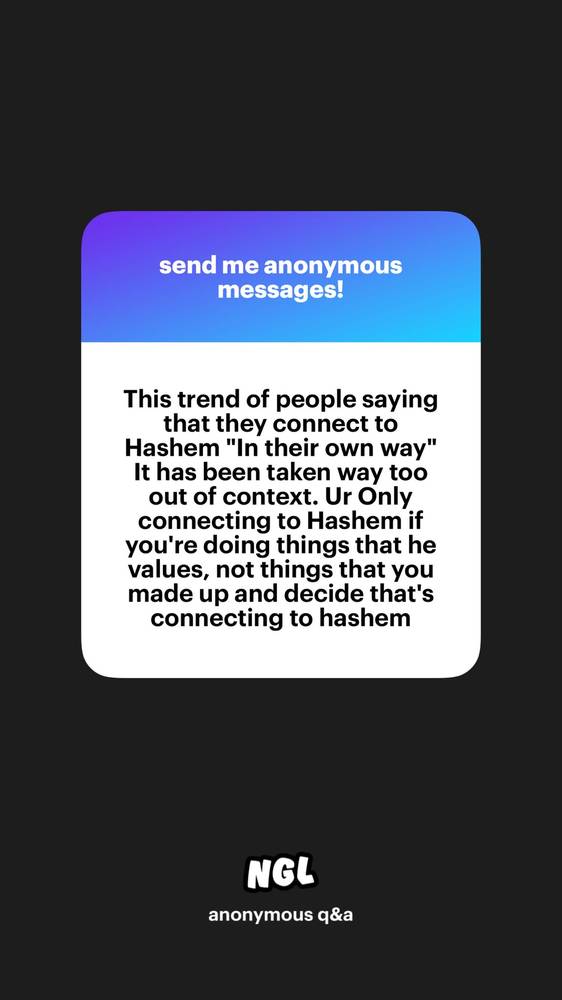 send me anonymous
messages!
This trend of people saying
that they connect to
Hashem "In their own way"
It has been taken way too
out of context. Ur Only
connecting to Hashem if
you're doing things that he
values, not things that you
made up and decide that's
connecting to hashem
NGL
anonymous q&a